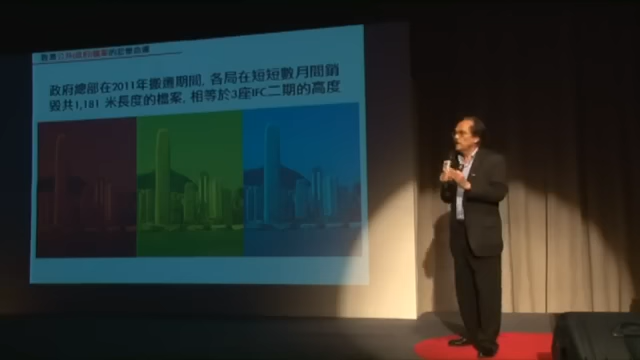 政府總部在2011年搬遷期間, 各局在短短數月間銷
毀共1,181 米長度的檔案, 相等於3座IFC二期的高度